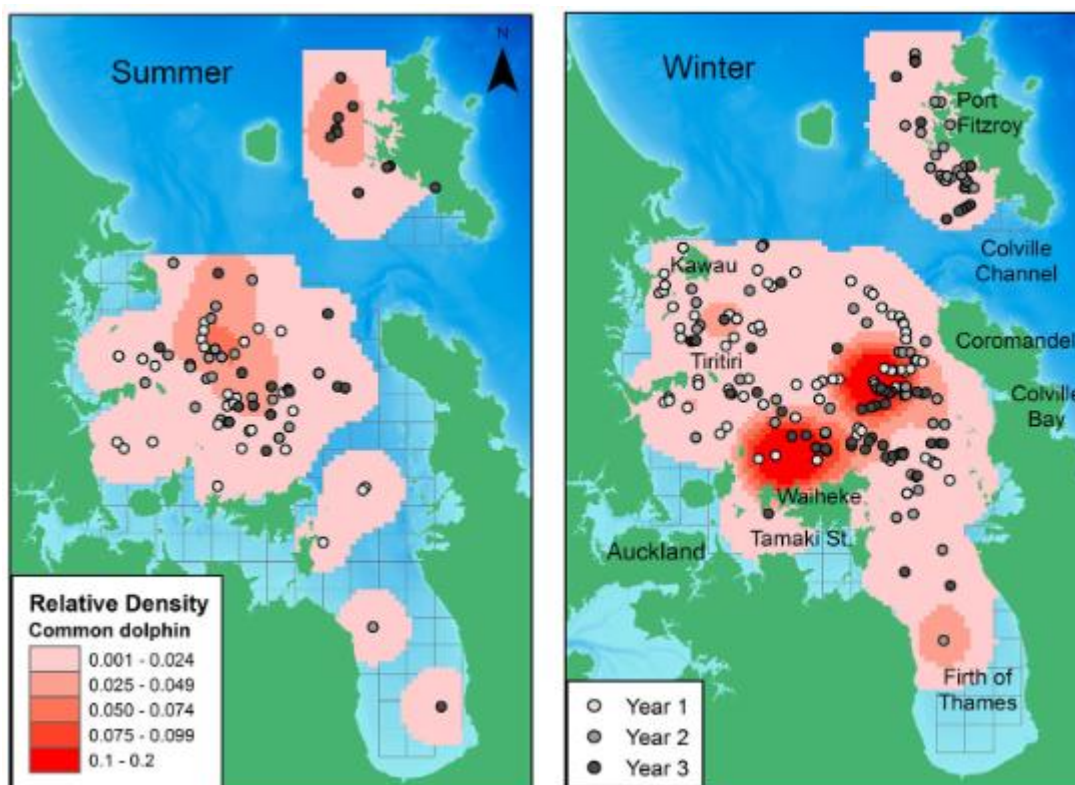 Summer
N
Relative Density
Common dolphin
0.001 - 0.024
0.025 - 0.049
0.050 - 0.074
0.075 - 0.099
0.1 - 0.2
Winter
Port
Fitzroy
Colville
Channel
Kawau
Coromandel
Tiritiri
Colville
Bay
Waiheke
Tamaki St.
Auckland
Firth of
Thames
Year 1
Year 2
Year 3